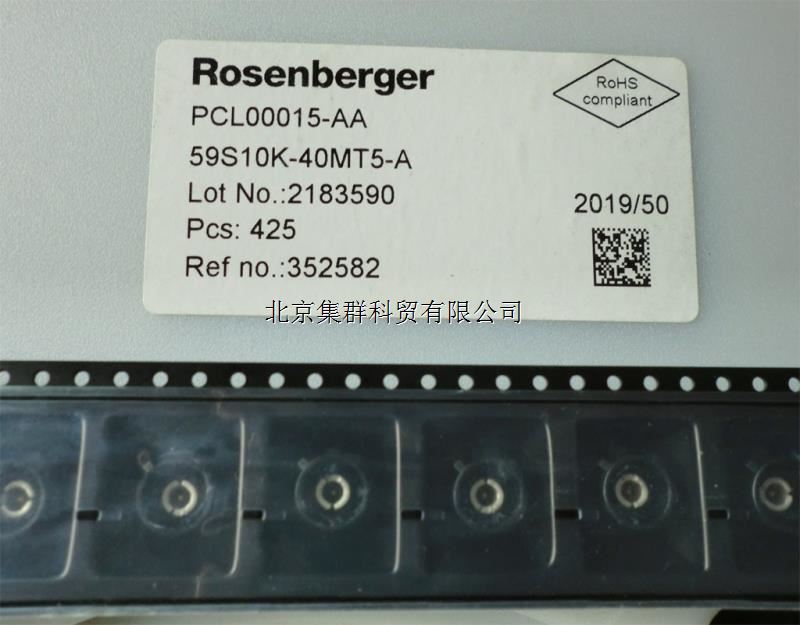 Rosenberger
RoHS
compliant
PCL00015-AA
59S10K-40MT5-A
Lot No.:2183590
2019/50
Pcs: 425
Ref no.:352582
北京集群科贸有限公司